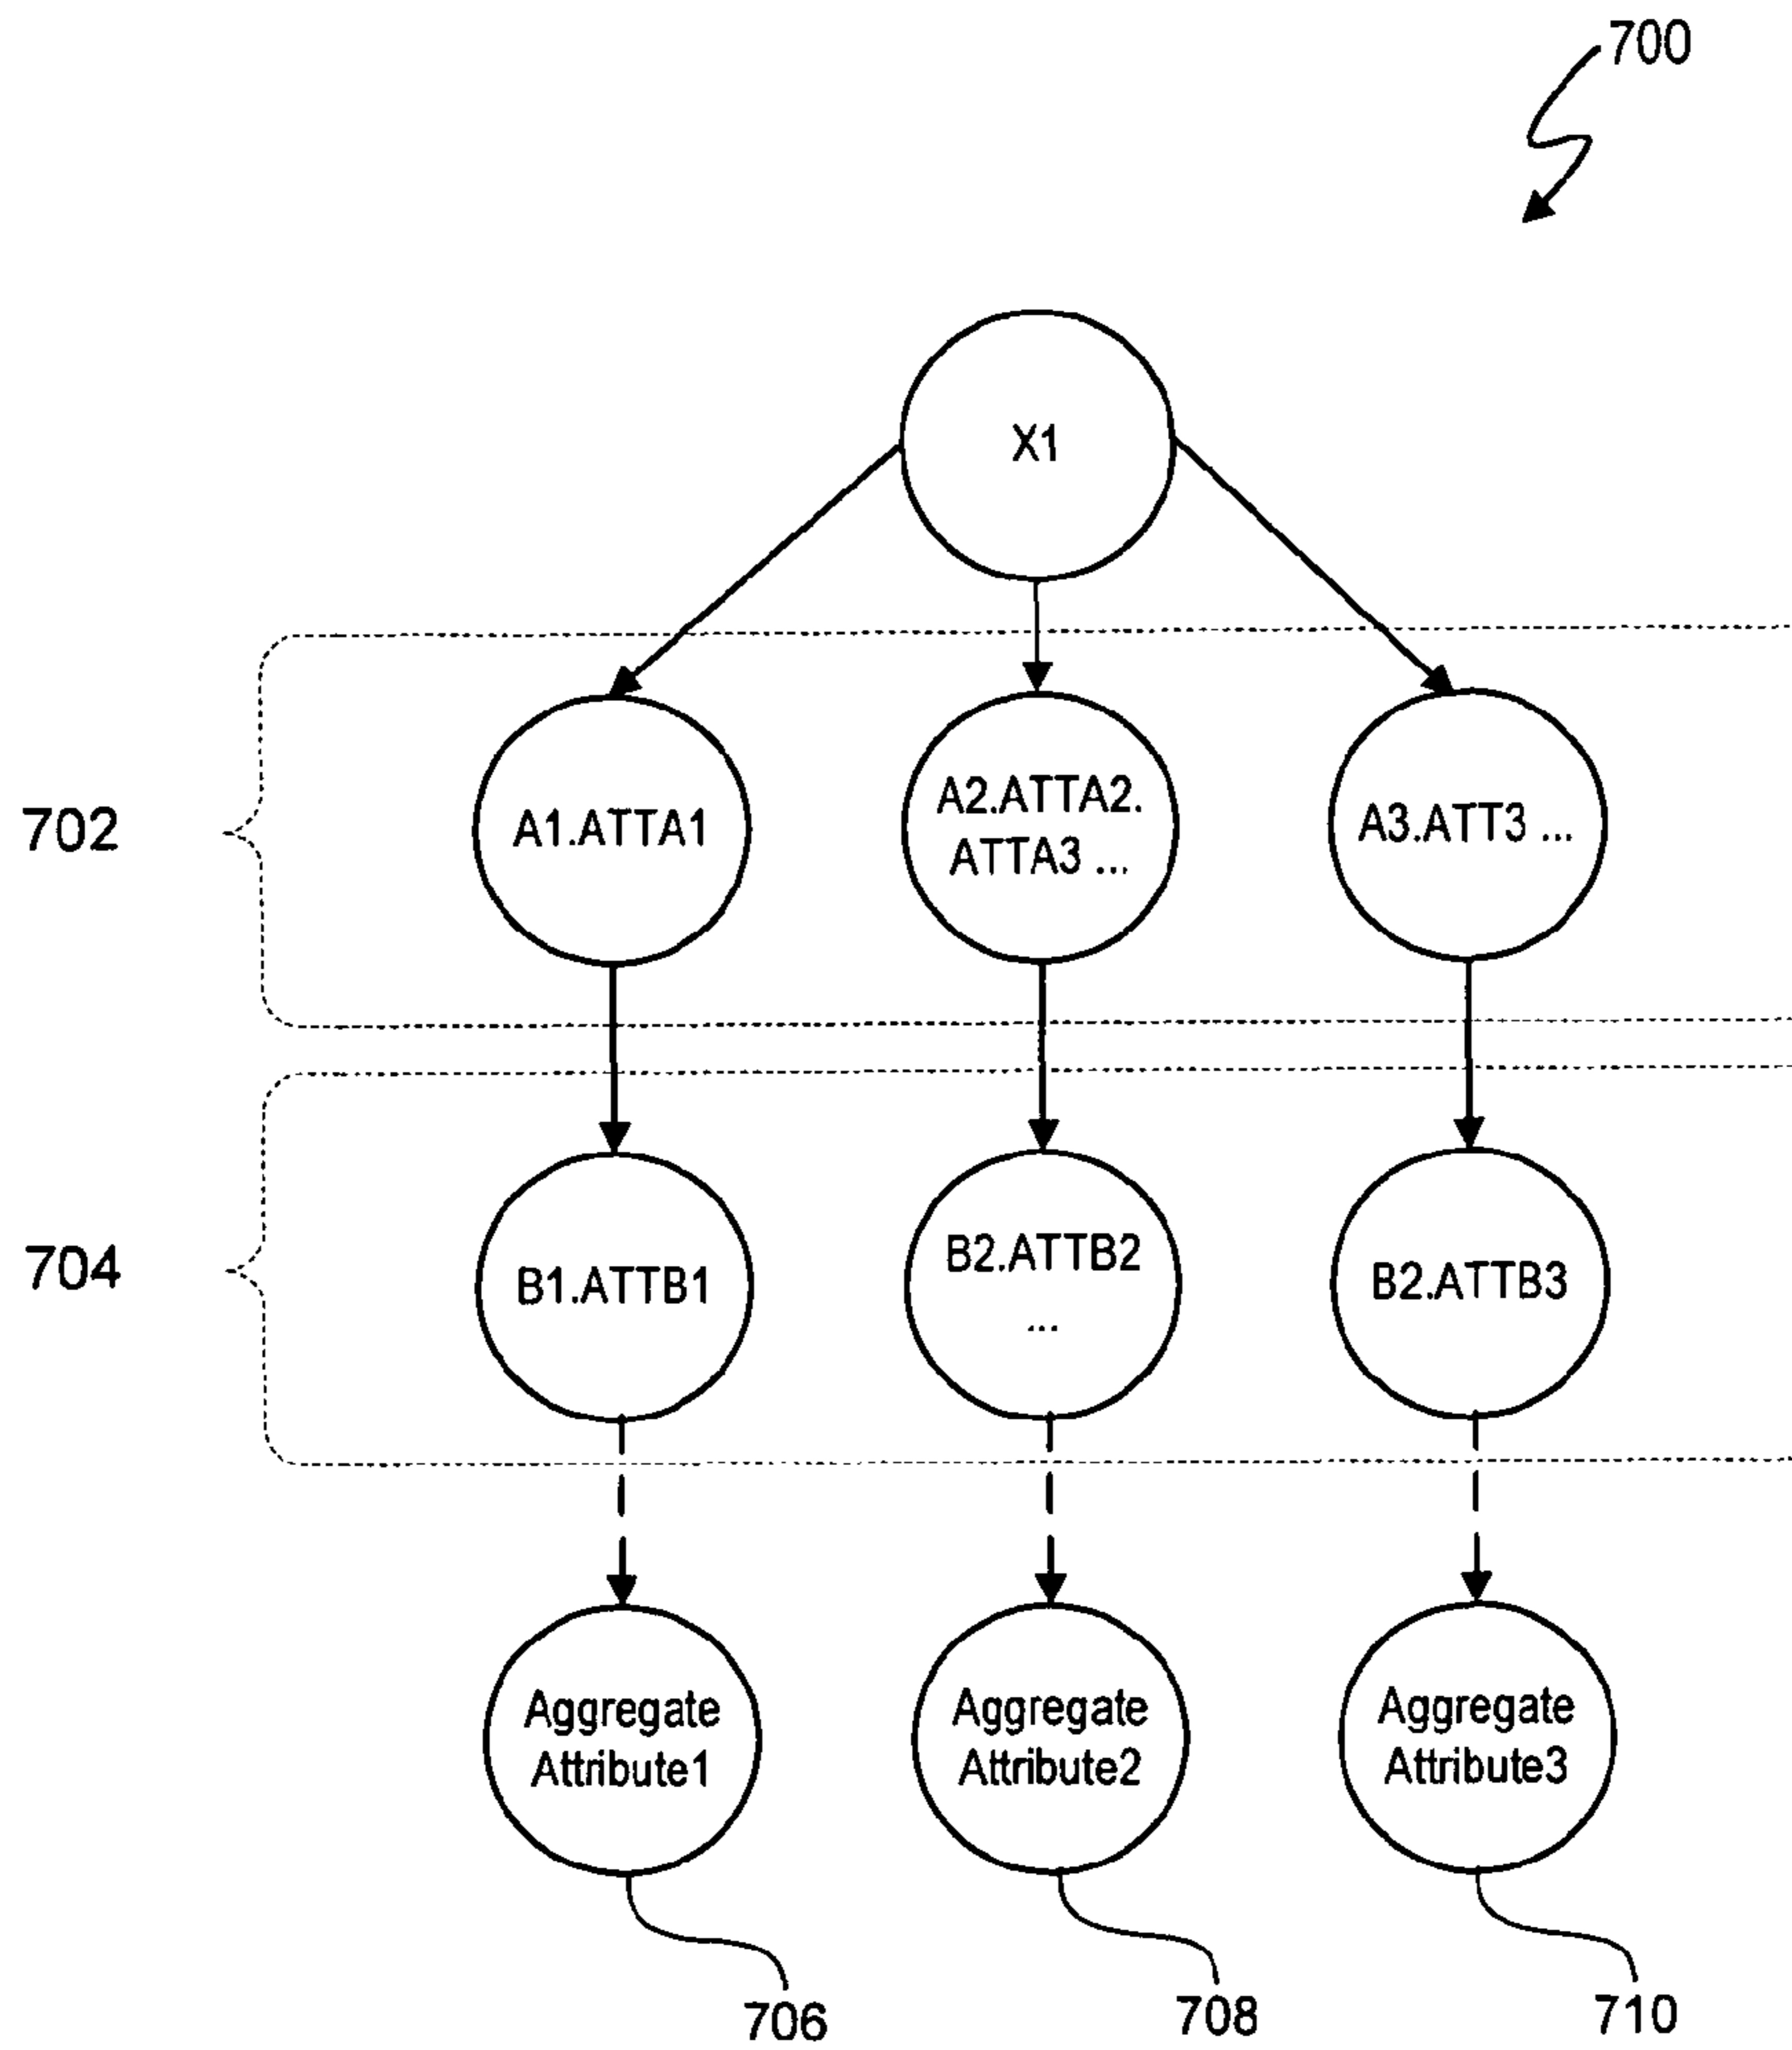 700
X1
702
A1.ATTA1
A2.ATTA2.
ATTA3 ...
A3.ATT3 ...
704
B1.ATTB1
B2.ATTB2
...
B2.ATTB3
Aggregate
Attribute1
Aggregate
Attribute2
Aggregate
Attribute3
706
708
710